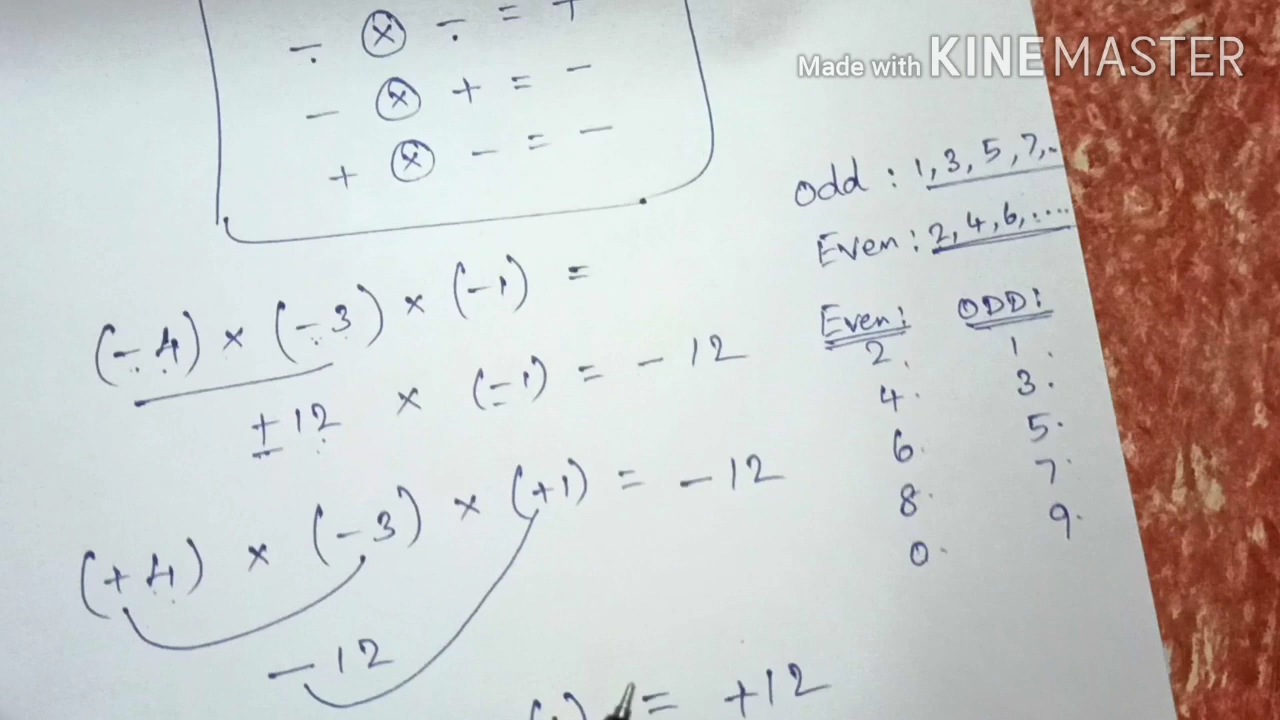 Made with KINEMASTER
- ⊗ - = +
- ⊗ + = -
+ ⊗ - = -
Odd : 1, 3, 5, 7, ..
Even : 2, 4, 6, ....
(-4) × (-3) × (-1) =
+12 × (-1) = -12
(+4) × (-3) × (+1) = -12
-12
= +12
Even: ODD:
2. 1.
4. 3.
6. 5.
8. 7.
0. 9.